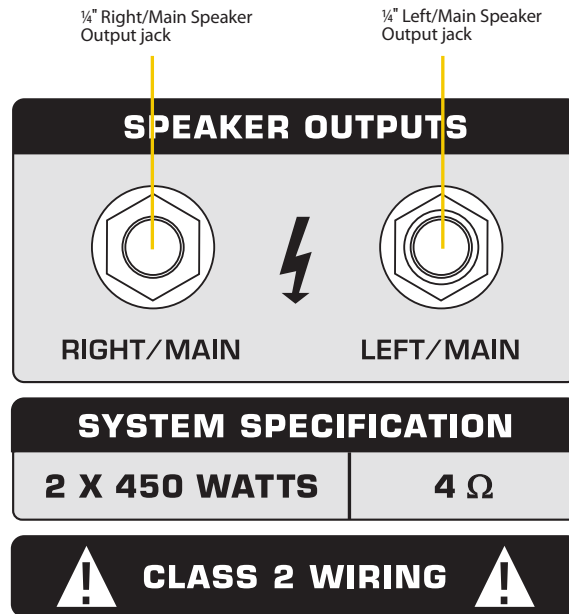 ¼" Right/Main Speaker
Output jack
¼" Left/Main Speaker
Output jack
SPEAKER OUTPUTS
RIGHT/MAIN
LEFT/MAIN
SYSTEM SPECIFICATION
2 X 450 WATTS
4 Ω
! CLASS 2 WIRING !